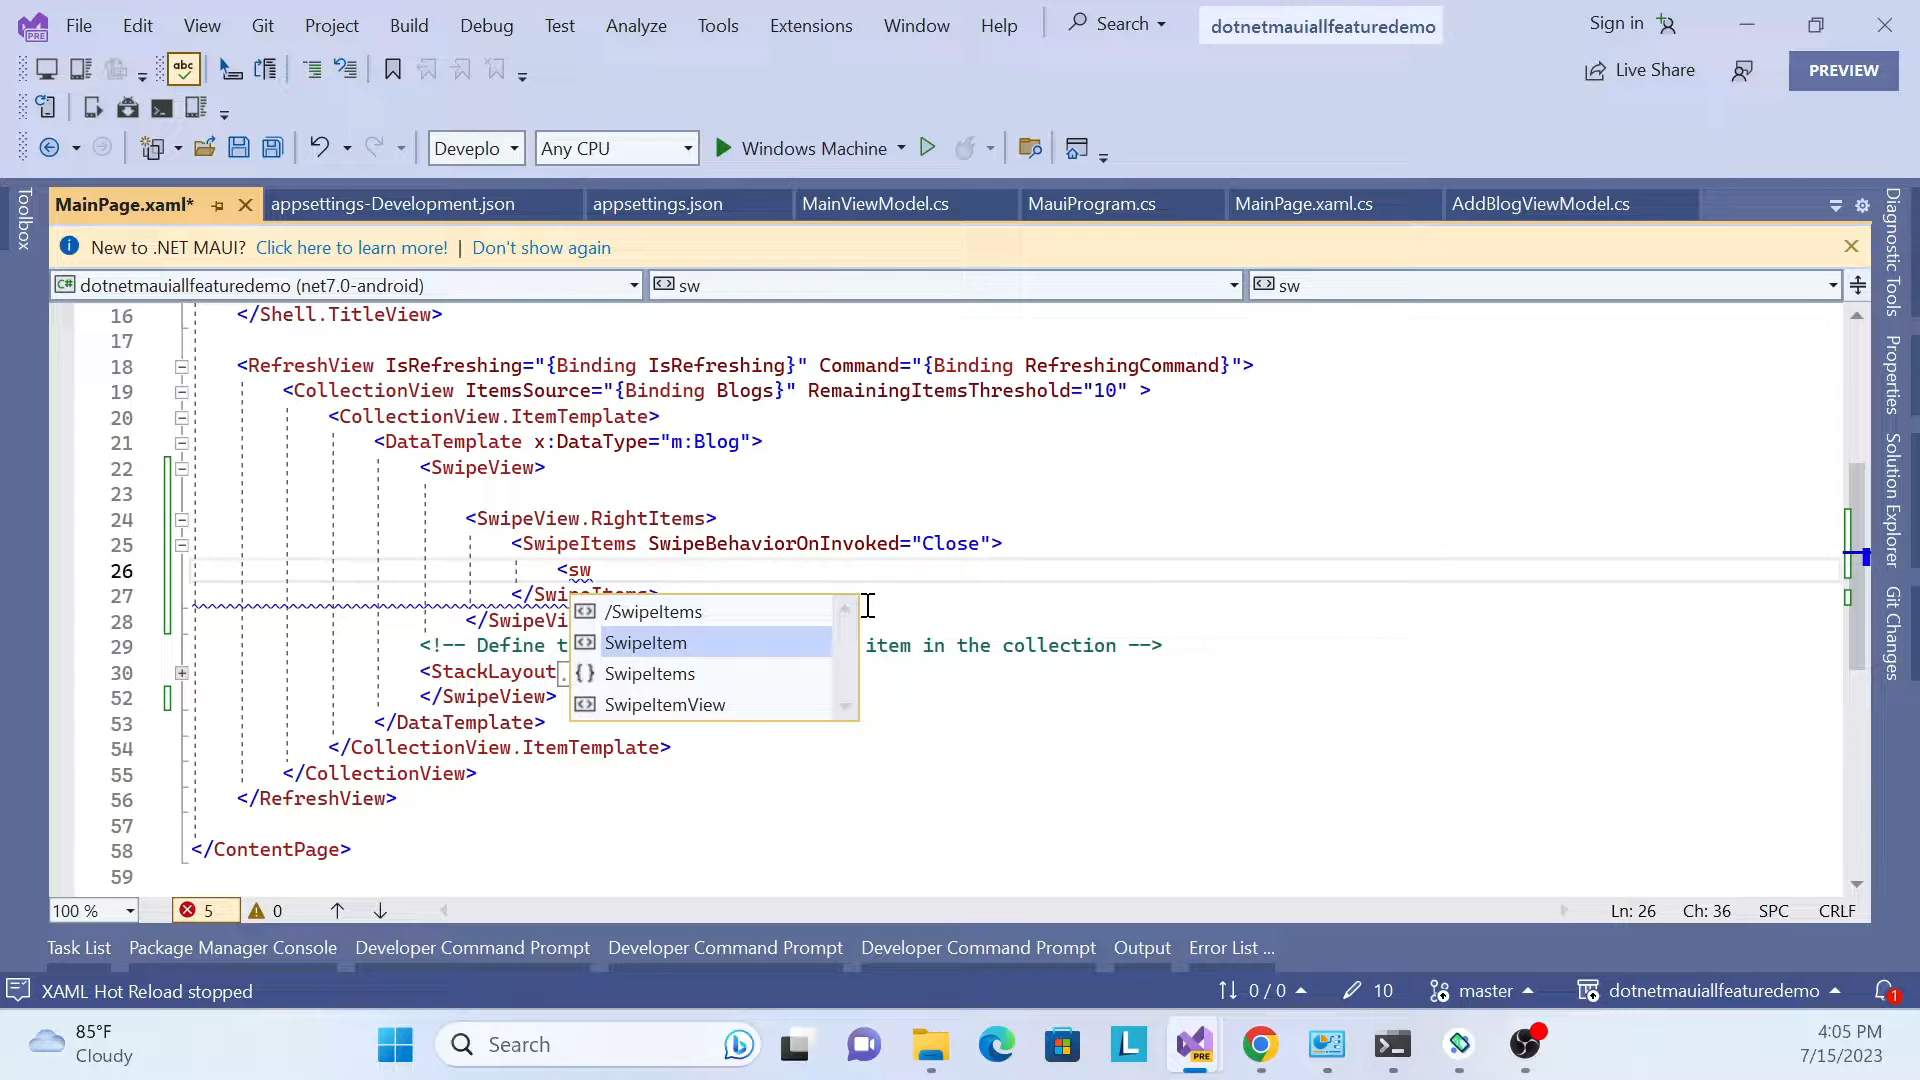 File Edit View Git Project Build Debug Test Analyze Tools Extensions Window Help Search dotnetmauiallfeaturedemo Sign in
PRE
abc
Live Share PREVIEW
Develo Any CPU Windows Machine
Toolbox
MainPage.xaml* appsettings-Development.json appsettings.json MainViewModel.cs MauiProgram.cs MainPage.xaml.cs AddBlogViewModel.cs
New to .NET MAUI? Click here to learn more! | Don't show again
C# dotnetmauiallfeaturedemo (net7.0-android) sw sw
16 </Shell.TitleView>
17
18 <RefreshView IsRefreshing="{Binding IsRefreshing}" Command="{Binding RefreshingCommand}">
19 <CollectionView ItemsSource="{Binding Blogs}" RemainingItemsThreshold="10" >
20 <CollectionView.ItemTemplate>
21 <DataTemplate x:DataType="m:Blog">
22 <SwipeView>
23
24 <SwipeView.RightItems>
25 <SwipeItems SwipeBehaviorOnInvoked="Close">
26 <sw
27 </SwipeItems>
28 </SwipeVi
29 <!-- Define t item in the collection -->
30 <StackLayout .
52 </SwipeView>
53 </DataTemplate>
54 </CollectionView.ItemTemplate>
55 </CollectionView>
56 </RefreshView>
57
58 </ContentPage>
59
/SwipeItems
SwipeItem
SwipeItems
SwipeItemView
Diagnostic Tools
Properties
Solution Explorer
Git Changes
100 % 5 0 Ln: 26 Ch: 36 SPC CRLF
Task List Package Manager Console Developer Command Prompt Developer Command Prompt Developer Command Prompt Output Error List ...
XAML Hot Reload stopped 0 / 0 10 master dotnetmauiallfeaturedemo 1
85°F
Cloudy
Search
L
PRE
4:05 PM
7/15/2023